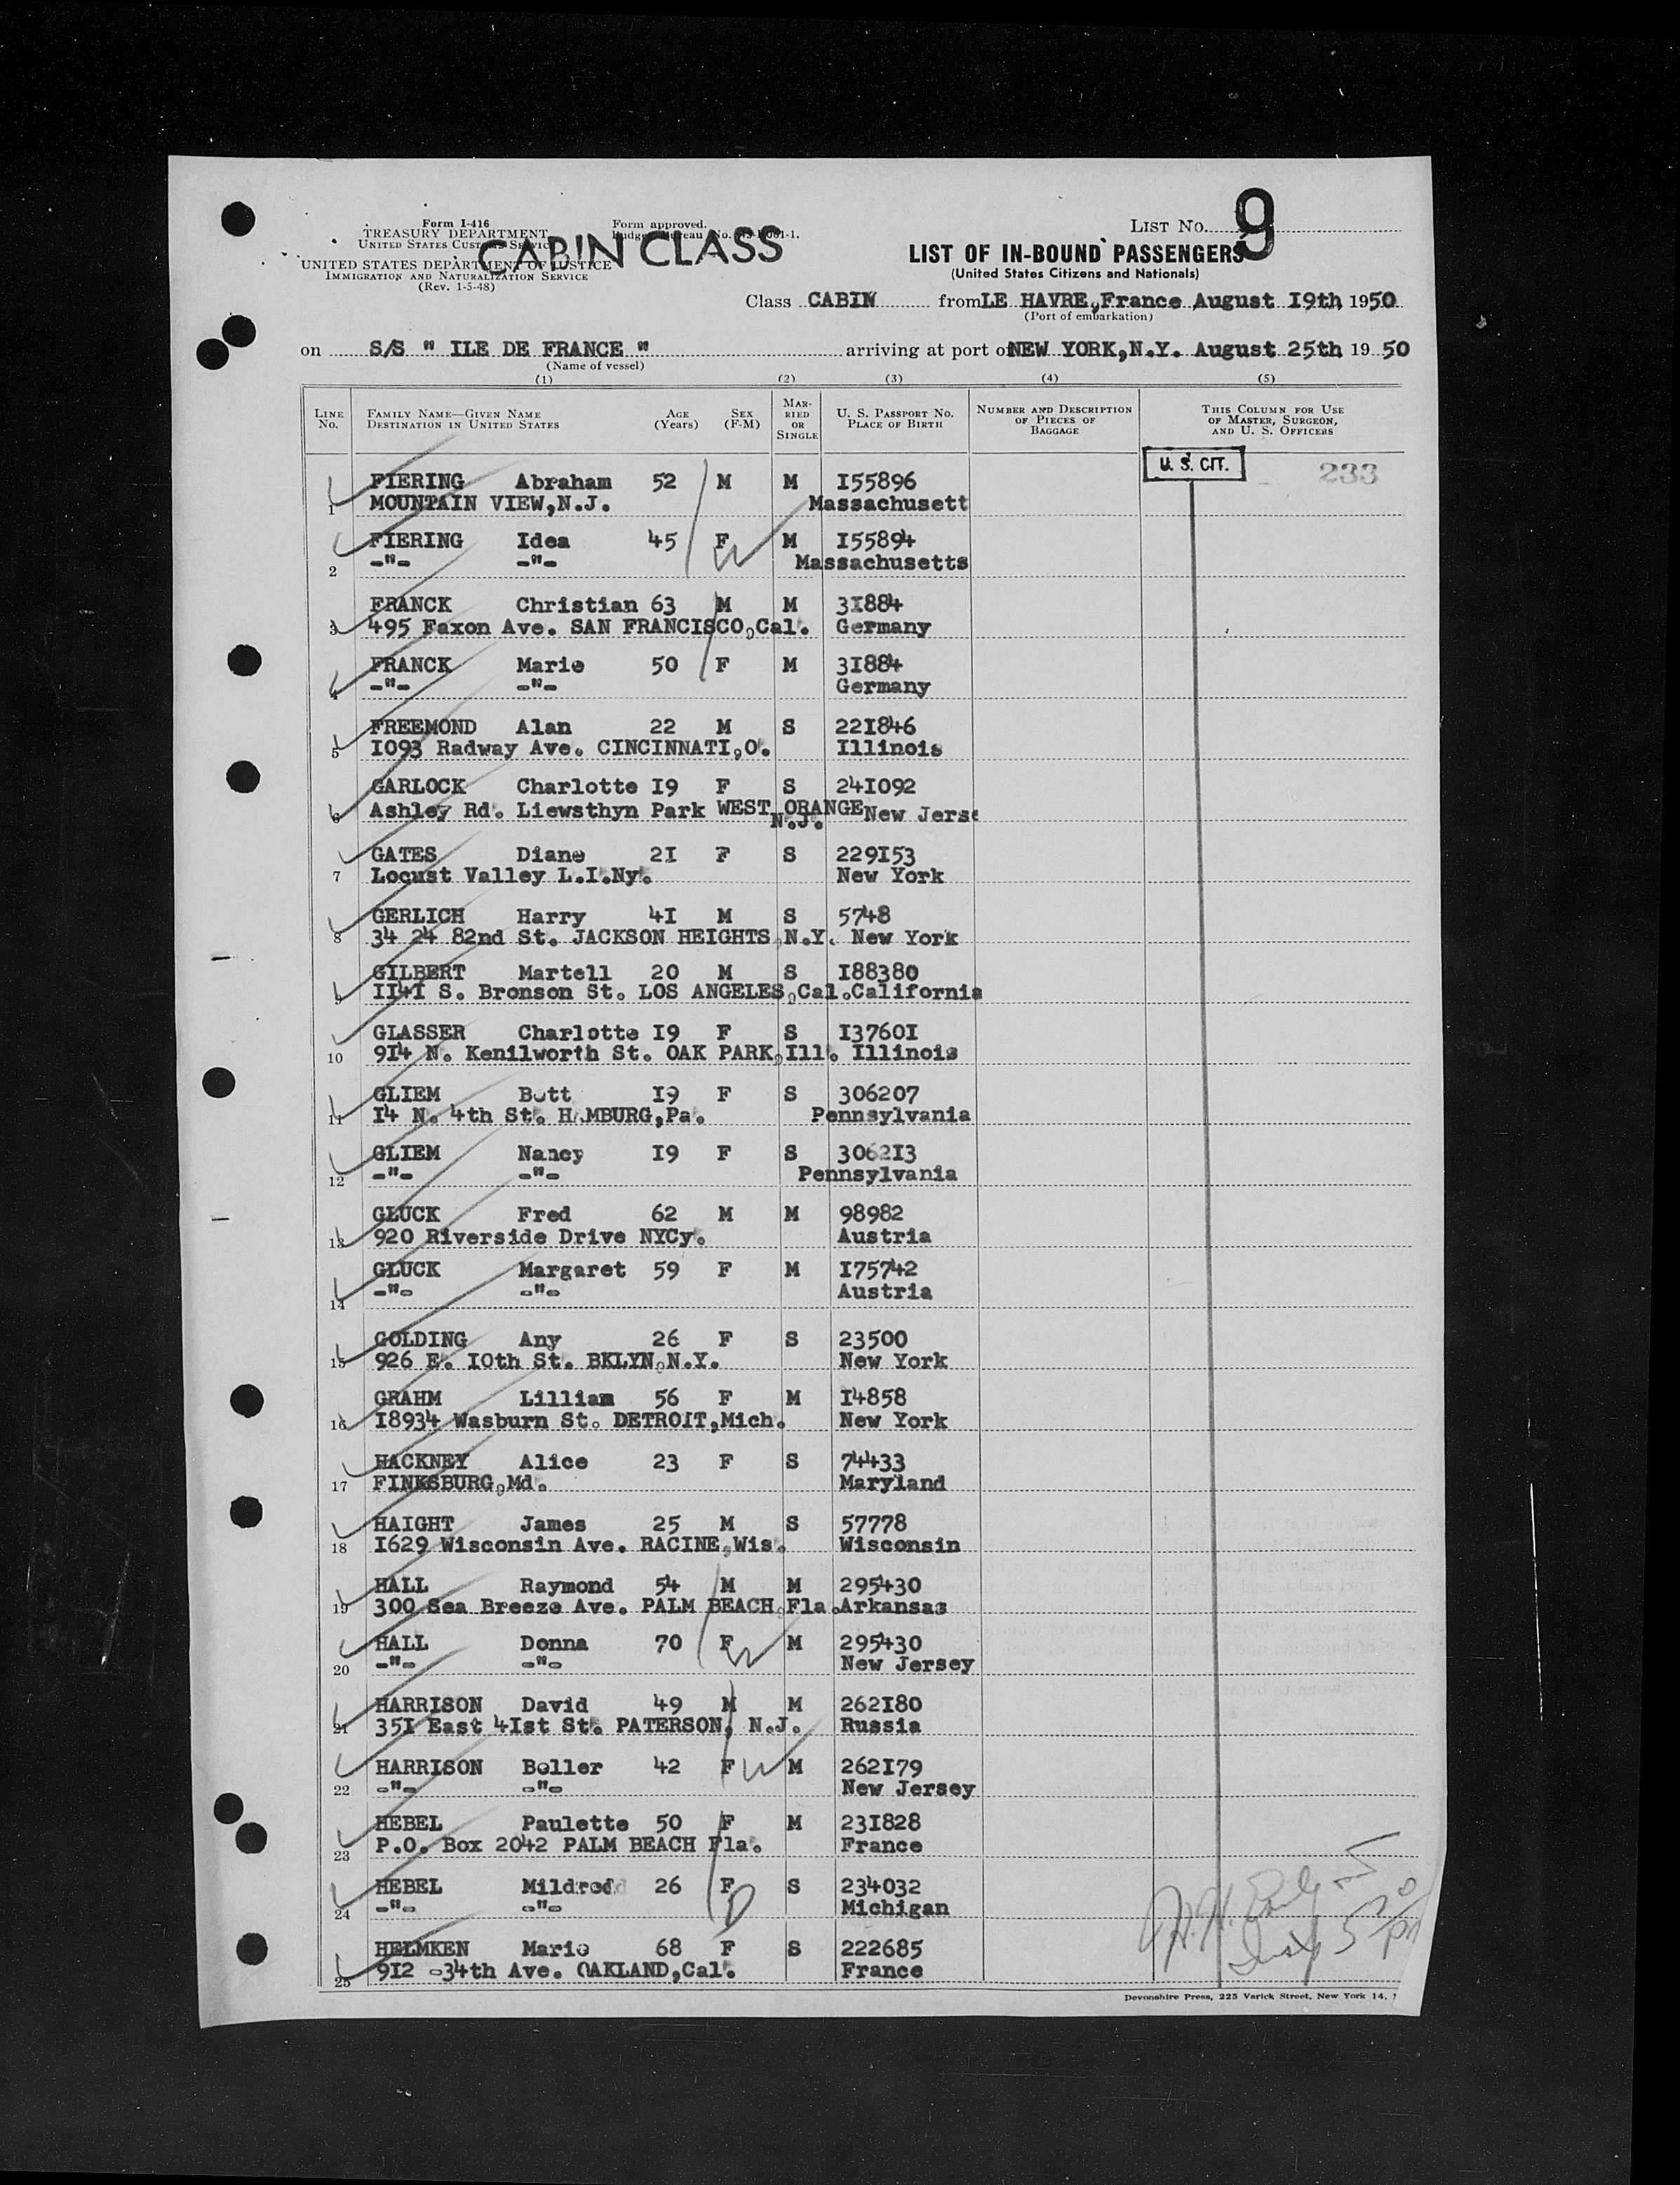 Form I-416
TREASURY DEPARTMENT
UNITED STATES CUSTOMS SERVICE
UNITED STATES DEPARTMENT OF JUSTICE
IMMIGRATION AND NATURALIZATION SERVICE
(Rev. 1-5-48)
Form approved.
Budget Bureau No.
CABIN CLASS
LIST NO. 9
LIST OF IN-BOUND PASSENGERS
(United States Citizens and Nationals)
Class CABIN from LE HAVRE,France August I9th 1950
(Port of embarkation)
on S/S " ILE DE FRANCE " arriving at port of NEW YORK,N.Y. August 25th 19 50
(Name of vessel)
(1) (2) (3) (4) (5)
LINE NO. FAMILY NAME—GIVEN NAME DESTINATION IN UNITED STATES AGE (Years) SEX (F-M) MARRIED OR SINGLE U. S. PASSPORT NO. PLACE OF BIRTH NUMBER AND DESCRIPTION OF PIECES OF BAGGAGE THIS COLUMN FOR USE OF MASTER, SURGEON, AND U. S. OFFICERS
U. S. CIT. 233
FIERING Abraham 52 M M I55896
1 MOUNTAIN VIEW,N.J. Massachusett
FIERING Idea 45 F M I55894
2 -"- -"- Massachusetts
FRANCK Christian 63 M M 3I884
3 495 Faxon Ave. SAN FRANCISCO,Cal. Germany
FRANCK Marie 50 F M 3I884
4 -"- -"- Germany
FREEMOND Alan 22 M S 22I846
5 I093 Radway Ave. CINCINNATI,O. Illinois
GARLOCK Charlotte I9 F S 24I092
6 Ashley Rd. Liewsthyn Park WEST ORANGE N.J. New Jerse
GATES Diane 2I F S 229I53
7 Locust Valley L.I.Ny. New York
GERLICH Harry 4I M S 5748
8 34 24 82nd St. JACKSON HEIGHTS N.Y. New York
GILBERT Martell 20 M S I88380
9 II4I S. Bronson St. LOS ANGELES,Cal.California
GLASSER Charlotte I9 F S I3760I
10 9I4 N. Kenilworth St. OAK PARK,Ill. Illinois
GLIEM Bett I9 F S 306207
11 I4 N. 4th St. HAMBURG,Pa. Pennsylvania
GLIEM Nancy I9 F S 3062I3
12 -"- -"- Pennsylvania
GLUCK Fred 62 M M 98982
13 920 Riverside Drive NYCy. Austria
GLUCK Margaret 59 F M I75742
14 -"- -"- Austria
GOLDING Any 26 F S 23500
15 926 E. I0th St. BKLYN,N.Y. New York
GRAHM Lilliam 56 F M I4858
16 I8934 Wasburn St. DETROIT,Mich. New York
HACKNEY Alice 23 F S 74433
17 FINKSBURG,Md. Maryland
HAIGHT James 25 M S 57778
18 I629 Wisconsin Ave. RACINE,Wis. Wisconsin
HALL Raymond 54 M M 295430
19 300 Sea Breeze Ave. PALM BEACH,Fla.Arkansas
HALL Donna 70 F M 295430
20 -"- -"- New Jersey
HARRISON David 49 M M 262I80
21 35I East 4Ist St. PATERSON, N.J. Russia
HARRISON Beller 42 F M 262I79
22 -"- -"- New Jersey
HEBEL Paulette 50 F M 23I828
23 P.O. Box 2042 PALM BEACH Fla. France
HEBEL Mildred 26 F S 234032
24 -"- -"- Michigan
HELMKEN Marie 68 F S 222685
25 9I2 -34th Ave. OAKLAND,Cal. France
Devonshire Press, 225 Varick Street, New York 14,